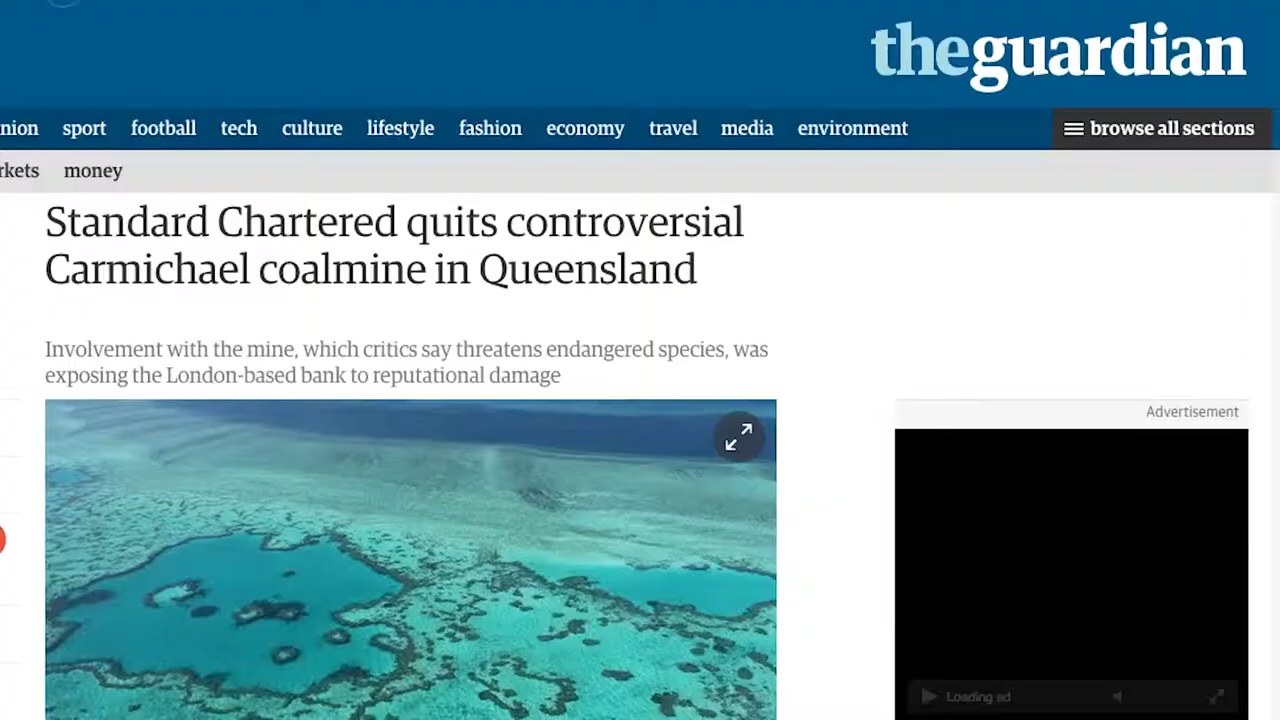 theguardian
nion sport football tech culture lifestyle fashion economy travel media environment browse all sections
rkets money
Standard Chartered quits controversial
Carmichael coalmine in Queensland
Involvement with the mine, which critics say threatens endangered species, was
exposing the London-based bank to reputational damage
Advertisement
Loading ad